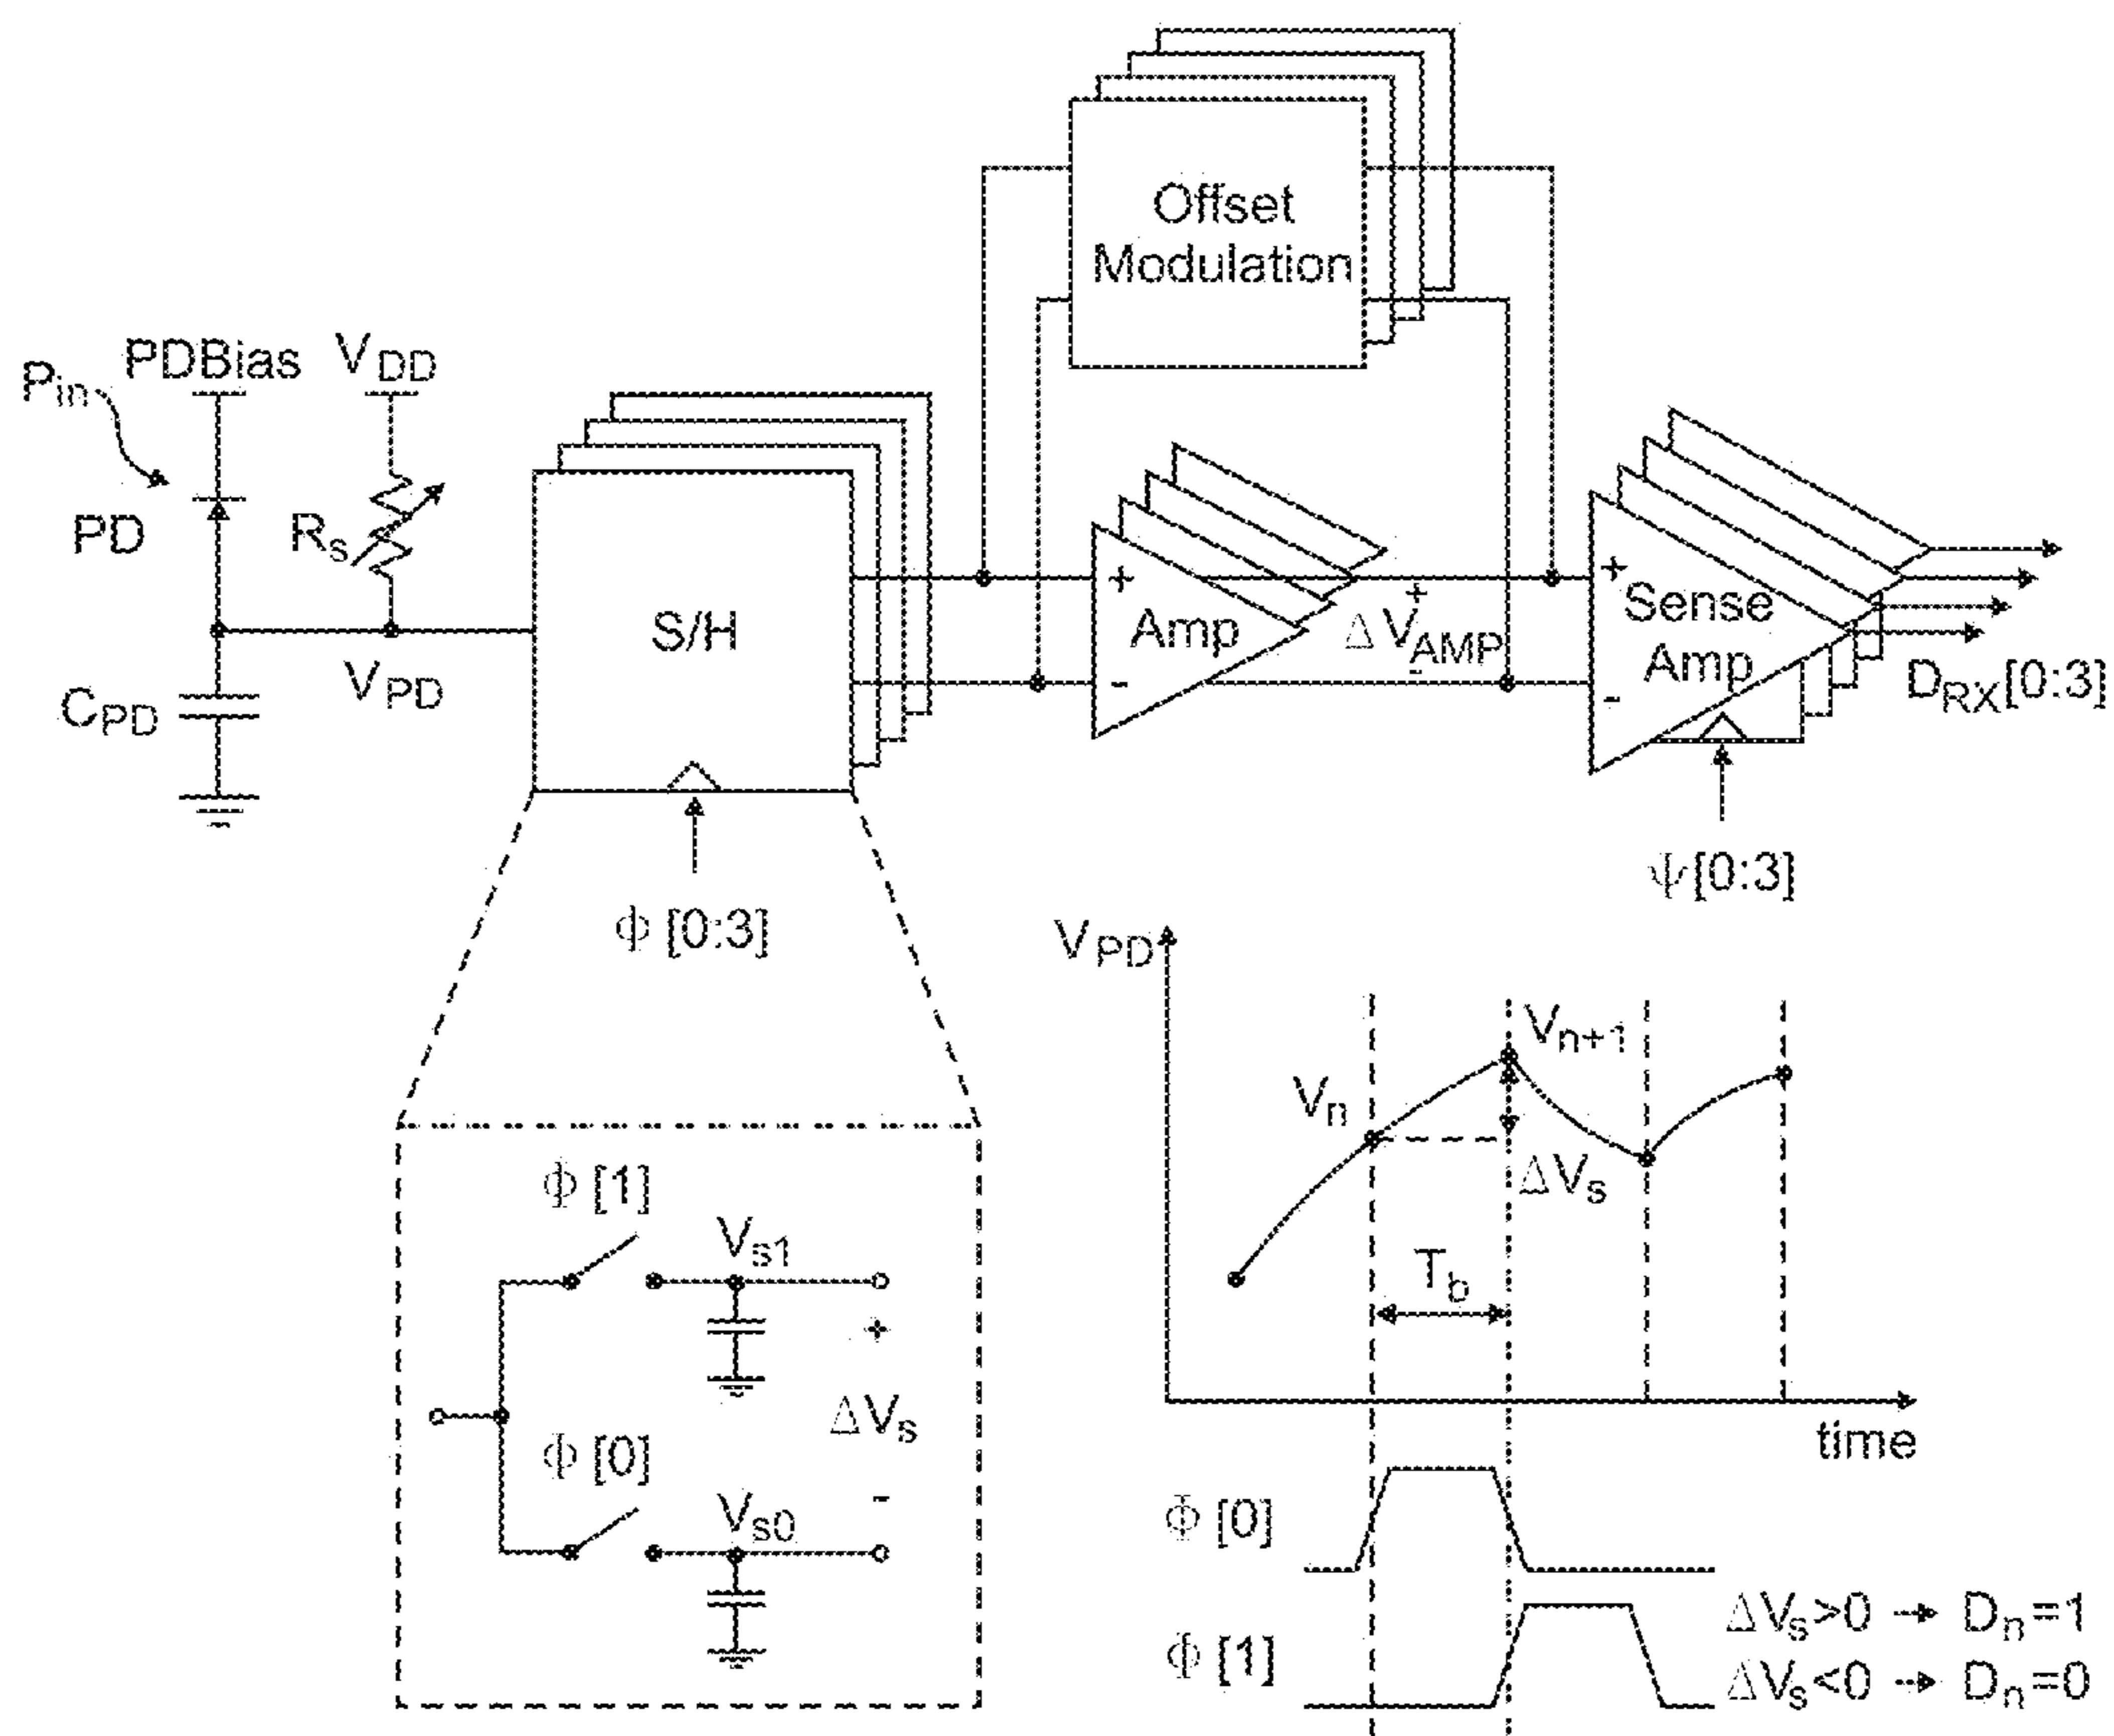 Offset
Modulation
PDBias
V_DD
P_in
PD
R_s
S/H
V_PD
C_PD
+
Amp
-
+
ΔV_AMP
-
+
Sense
Amp
-
D_RX[0:3]
Φ[0:3]
Ψ[0:3]
V_PD
V_n+1
V_n
ΔV_s
T_b
time
Φ[1]
V_s1
+
ΔV_s
Φ[0]
-
V_s0
Φ[0]
Φ[1]
ΔV_s>0 → D_n=1
ΔV_s<0 → D_n=0